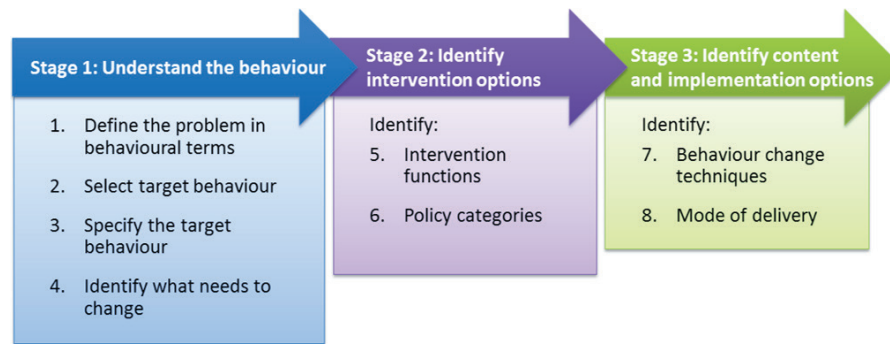 Stage 1: Understand the behaviour
1. Define the problem in
behavioural terms
2. Select target behaviour
3. Specify the target
behaviour
4. Identify what needs to
change
Stage 2: Identify
intervention options
Identify:
5. Intervention
functions
6. Policy categories
Stage 3: Identify content
and implementation options
Identify:
7. Behaviour change
techniques
8. Mode of delivery